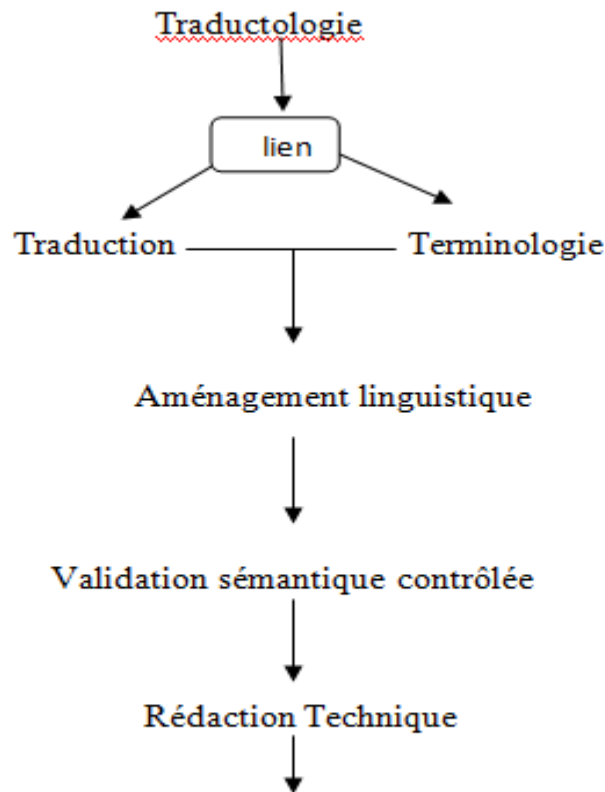 Traductologie
lien
Traduction Terminologie
Aménagement linguistique
Validation sémantique contrôlée
Rédaction Technique